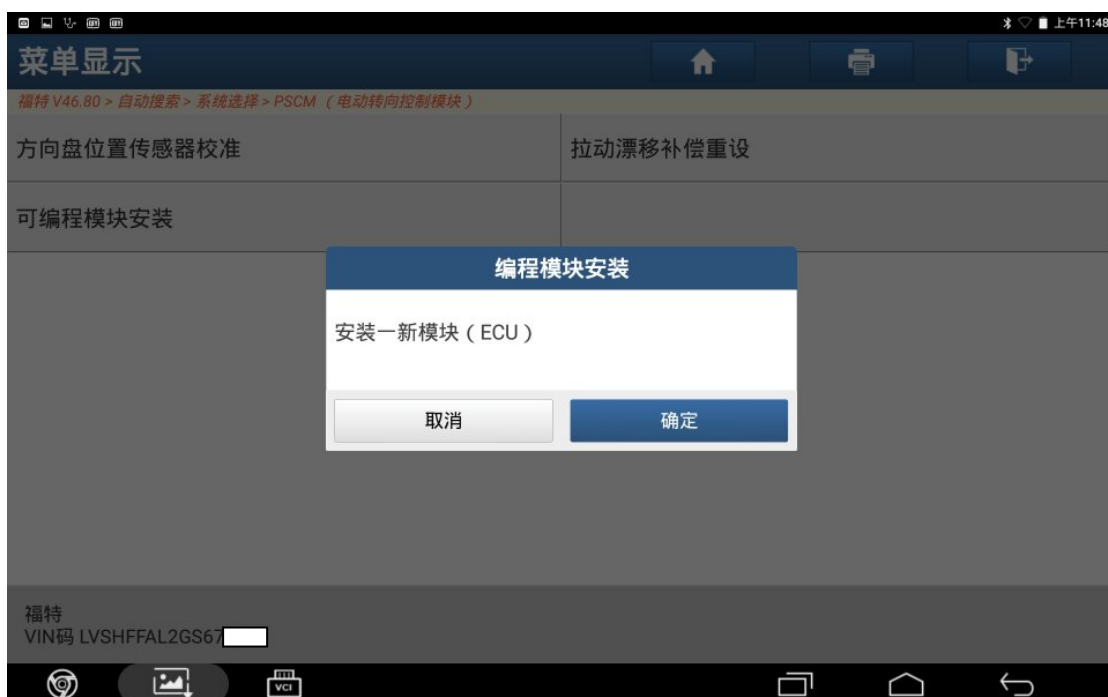 上午11:48
菜单显示
福特 V46.80 > 自动搜索 > 系统选择 > PSCM （电动转向控制模块）
方向盘位置传感器校准
拉动漂移补偿重设
可编程模块安装
编程模块安装
安装一新模块（ECU）
取消
确定
福特
VIN码 LVSHFFAL2GS67
VCI